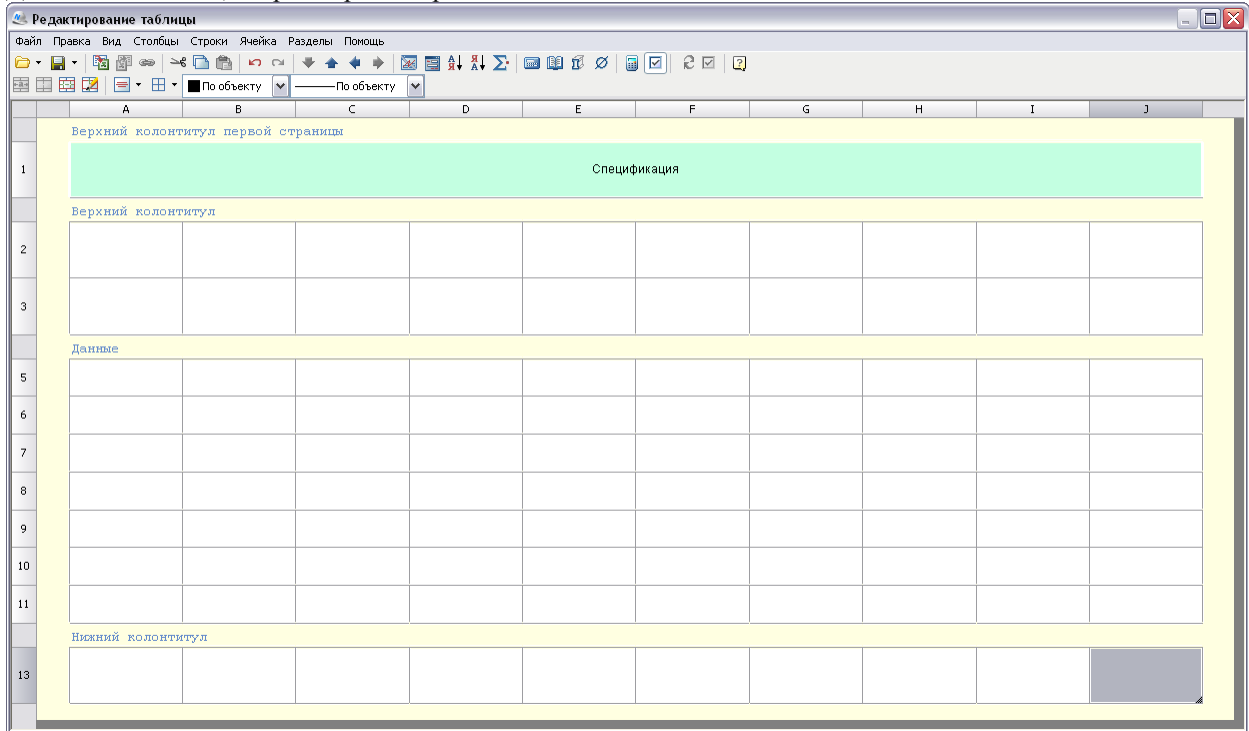 Редактирование таблицы
Файл Правка Вид Столбцы Строки Ячейка Разделы Помощь
По объекту По объекту
A B C D E F G H I J
Верхний колонтитул первой страницы
1 Спецификация
Верхний колонтитул
2
3
Данные
5
6
7
8
9
10
11
Нижний колонтитул
13